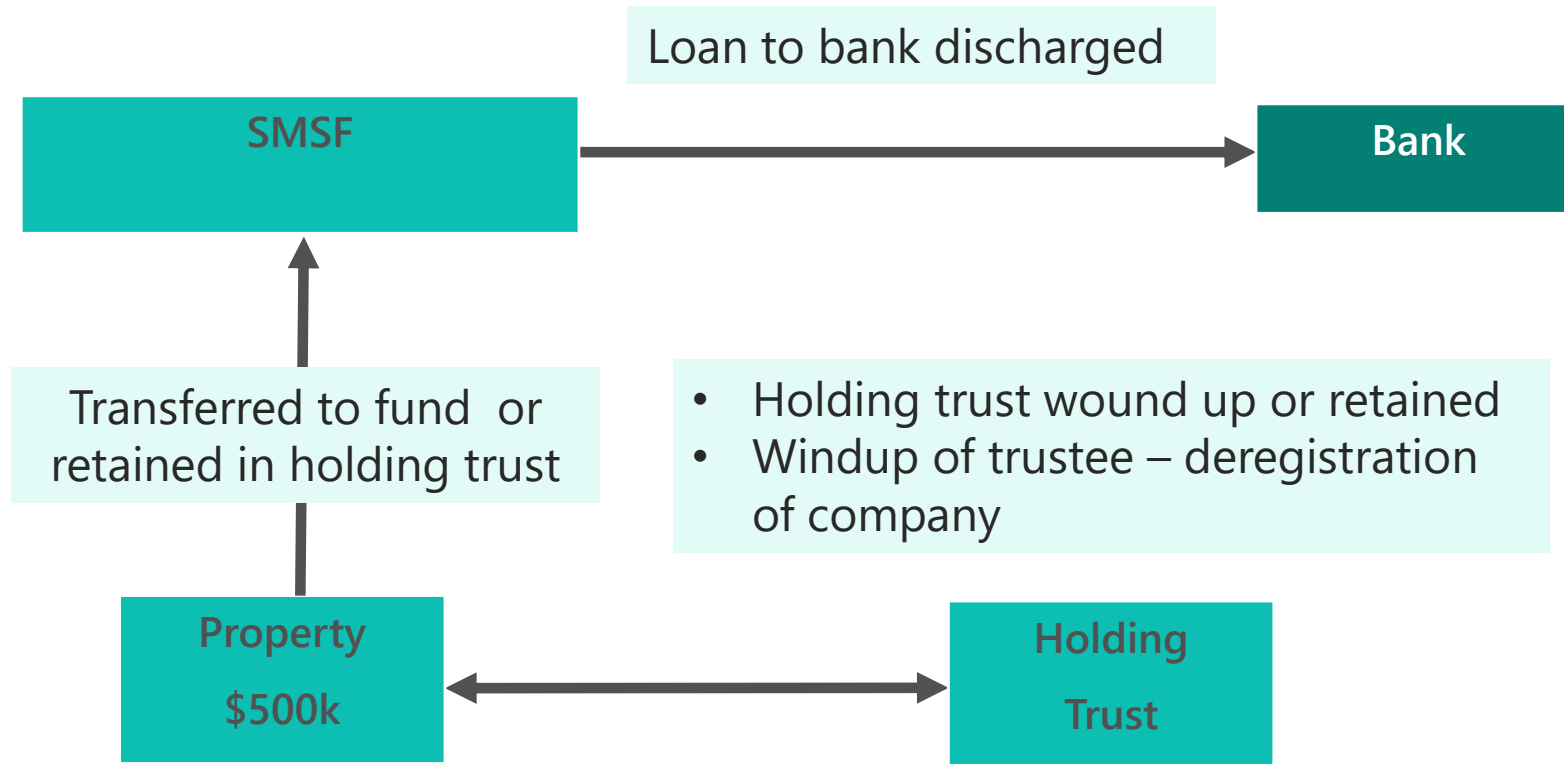 Loan to bank discharged
SMSF
Bank
Transferred to fund or
retained in holding trust
• Holding trust wound up or retained
• Windup of trustee – deregistration
of company
Property
$500k
Holding
Trust